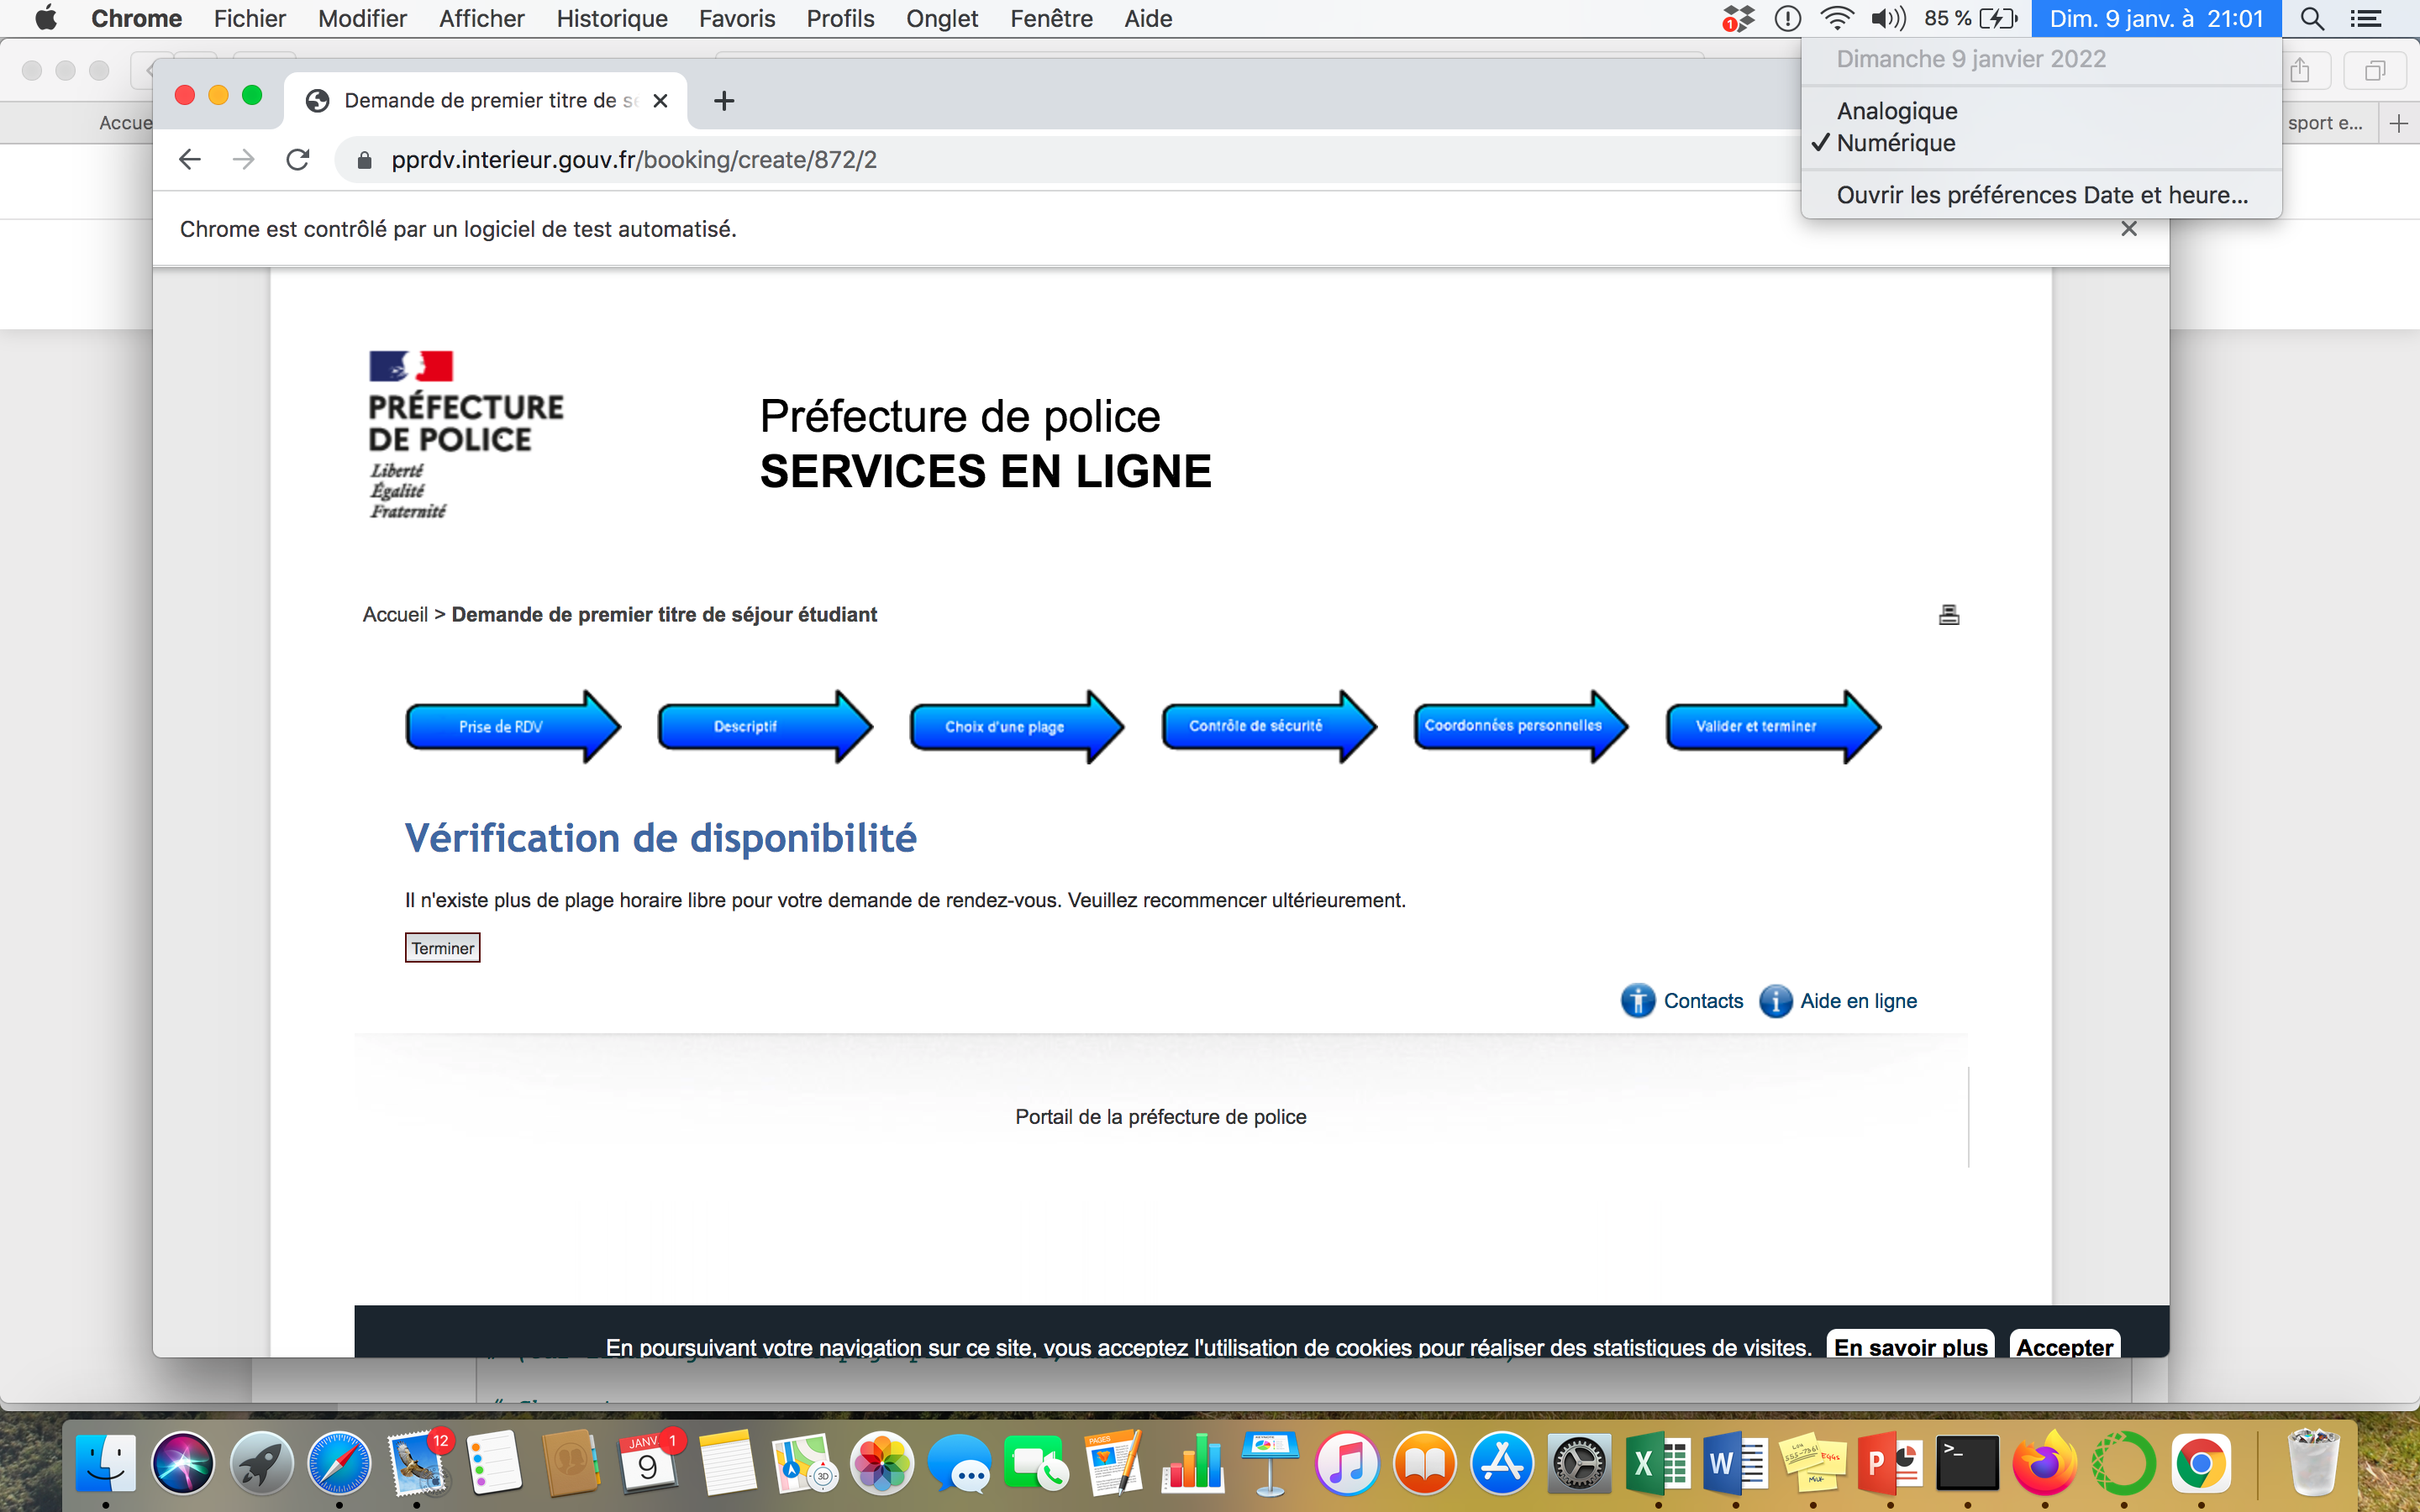 Chrome Fichier Modifier Afficher Historique Favoris Profils Onglet Fenêtre Aide 1 85 % Dim. 9 janv. à 21:01
Dimanche 9 janvier 2022
Analogique
✓ Numérique
Ouvrir les préférences Date et heure...
Accue
sport e...
Demande de premier titre de s
pprdv.interieur.gouv.fr/booking/create/872/2
Chrome est contrôlé par un logiciel de test automatisé.
PRÉFECTURE
DE POLICE
Liberté
Égalité
Fraternité
Préfecture de police
SERVICES EN LIGNE
Accueil > Demande de premier titre de séjour étudiant
Prise de RDV
Descriptif
Choix d'une plage
Contrôle de sécurité
Coordonnées personnelles
Valider et terminer
Vérification de disponibilité
Il n'existe plus de plage horaire libre pour votre demande de rendez-vous. Veuillez recommencer ultérieurement.
Terminer
Contacts
Aide en ligne
Portail de la préfecture de police
En poursuivant votre navigation sur ce site, vous acceptez l'utilisation de cookies pour réaliser des statistiques de visites. En savoir plus Accepter
12
JANV.
1
9
3D
PAGES
X
W
EGGS
Milk
P
>_